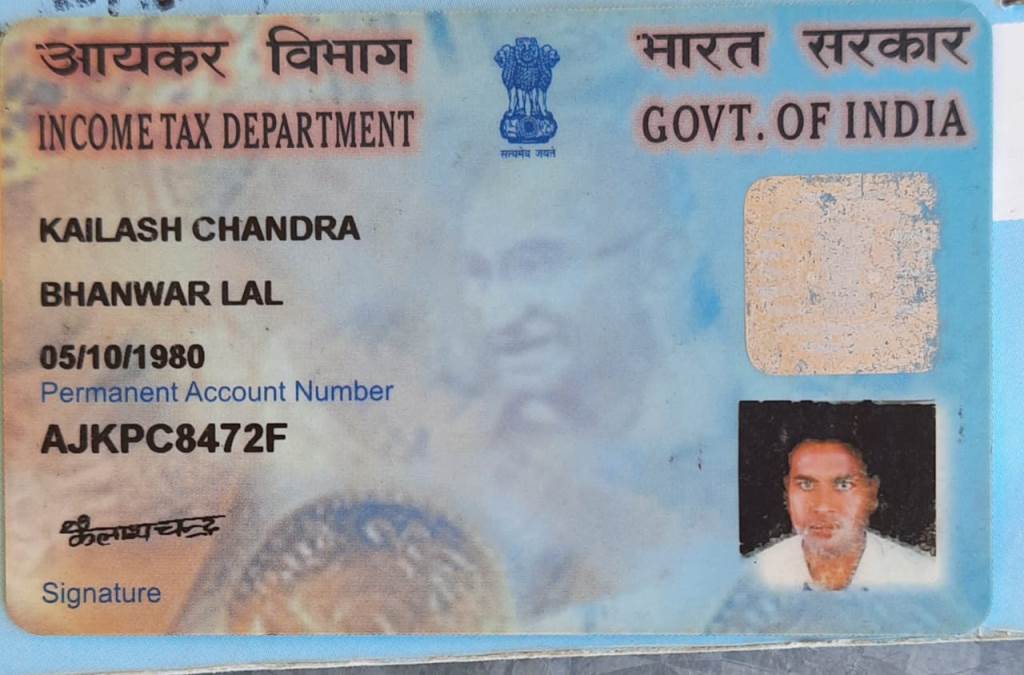 आयकर विभाग
INCOME TAX DEPARTMENT
सत्यमेव जयते
भारत सरकार
GOVT. OF INDIA
KAILASH CHANDRA
BHANWAR LAL
05/10/1980
Permanent Account Number
AJKPC8472F
कैलाश चन्द्र
Signature